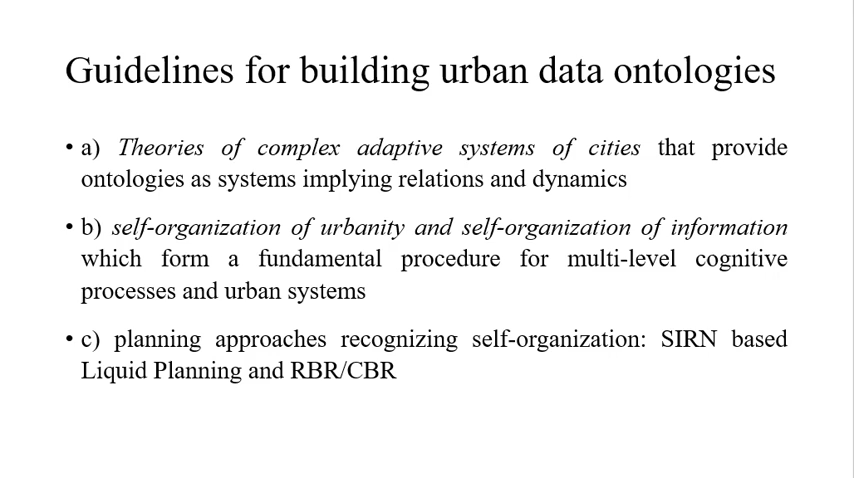 Guidelines for building urban data ontologies
• a) Theories of complex adaptive systems of cities that provide
ontologies as systems implying relations and dynamics
• b) self-organization of urbanity and self-organization of information
which form a fundamental procedure for multi-level cognitive
processes and urban systems
• c) planning approaches recognizing self-organization: SIRN based
Liquid Planning and RBR/CBR